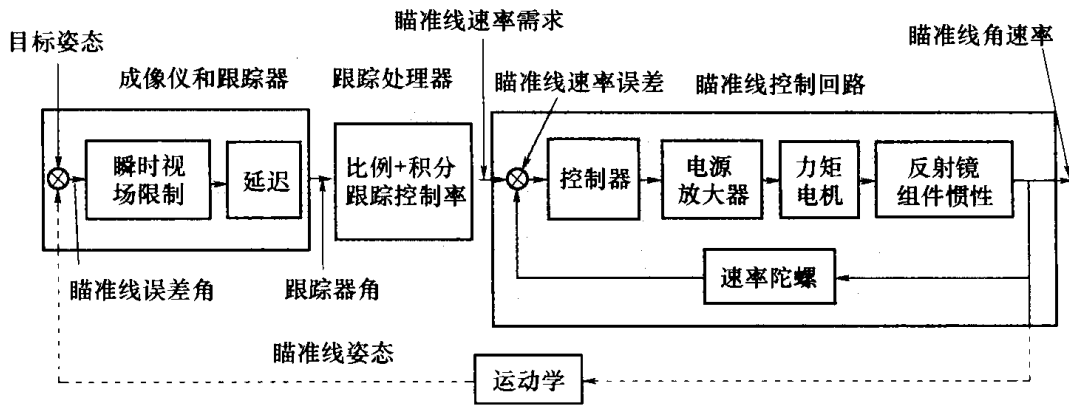 瞄准线速率需求
目标姿态
瞄准线角速率
成像仪和跟踪器
跟踪处理器
瞄准线速率误差
瞄准线控制回路
瞬时视
场限制
延迟
比例+积分
跟踪控制率
控制器
电源
放大器
力矩
电机
反射镜
组件惯性
速率陀螺
瞄准线误差角
跟踪器角
瞄准线姿态
运动学